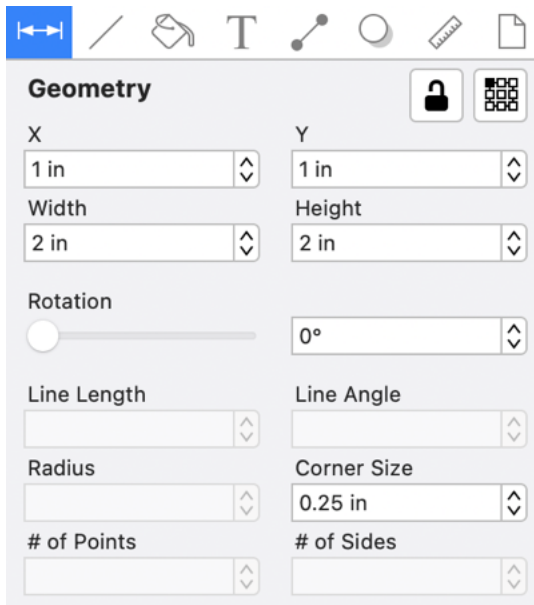 T
Geometry
X Y
1 in 1 in
Width Height
2 in 2 in
Rotation
0°
Line Length Line Angle
Radius Corner Size
0.25 in
# of Points # of Sides